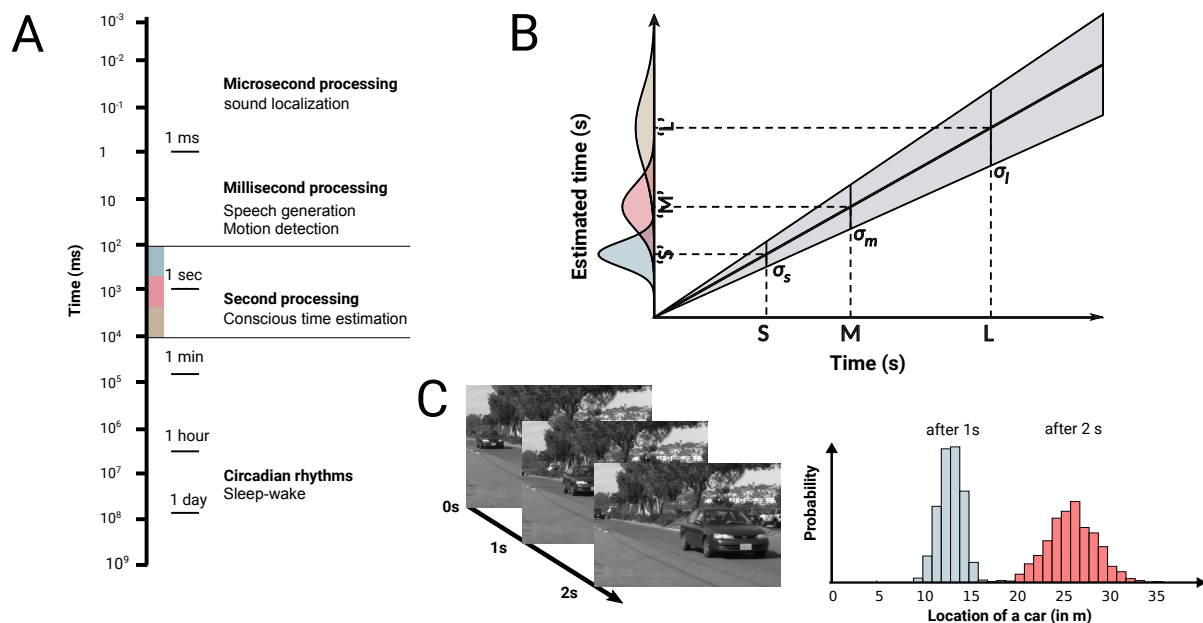 A
Time (ms)
10-3
10-2
10-1
1
10
10²
10³
10⁴
10⁵
10⁶
10⁷
10⁸
10⁹
1 ms
1 sec
1 min
1 hour
1 day
Microsecond processing
sound localization
Millisecond processing
Speech generation
Motion detection
Second processing
Conscious time estimation
Circadian rhythms
Sleep-wake
B
Estimated time (s)
'L'
'M'
'S'
σs
σm
σl
S M L
Time (s)
C
0s
1s
2s
after 1s
after 2 s
Probability
0 5 10 15 20 25 30 35
Location of a car (in m)